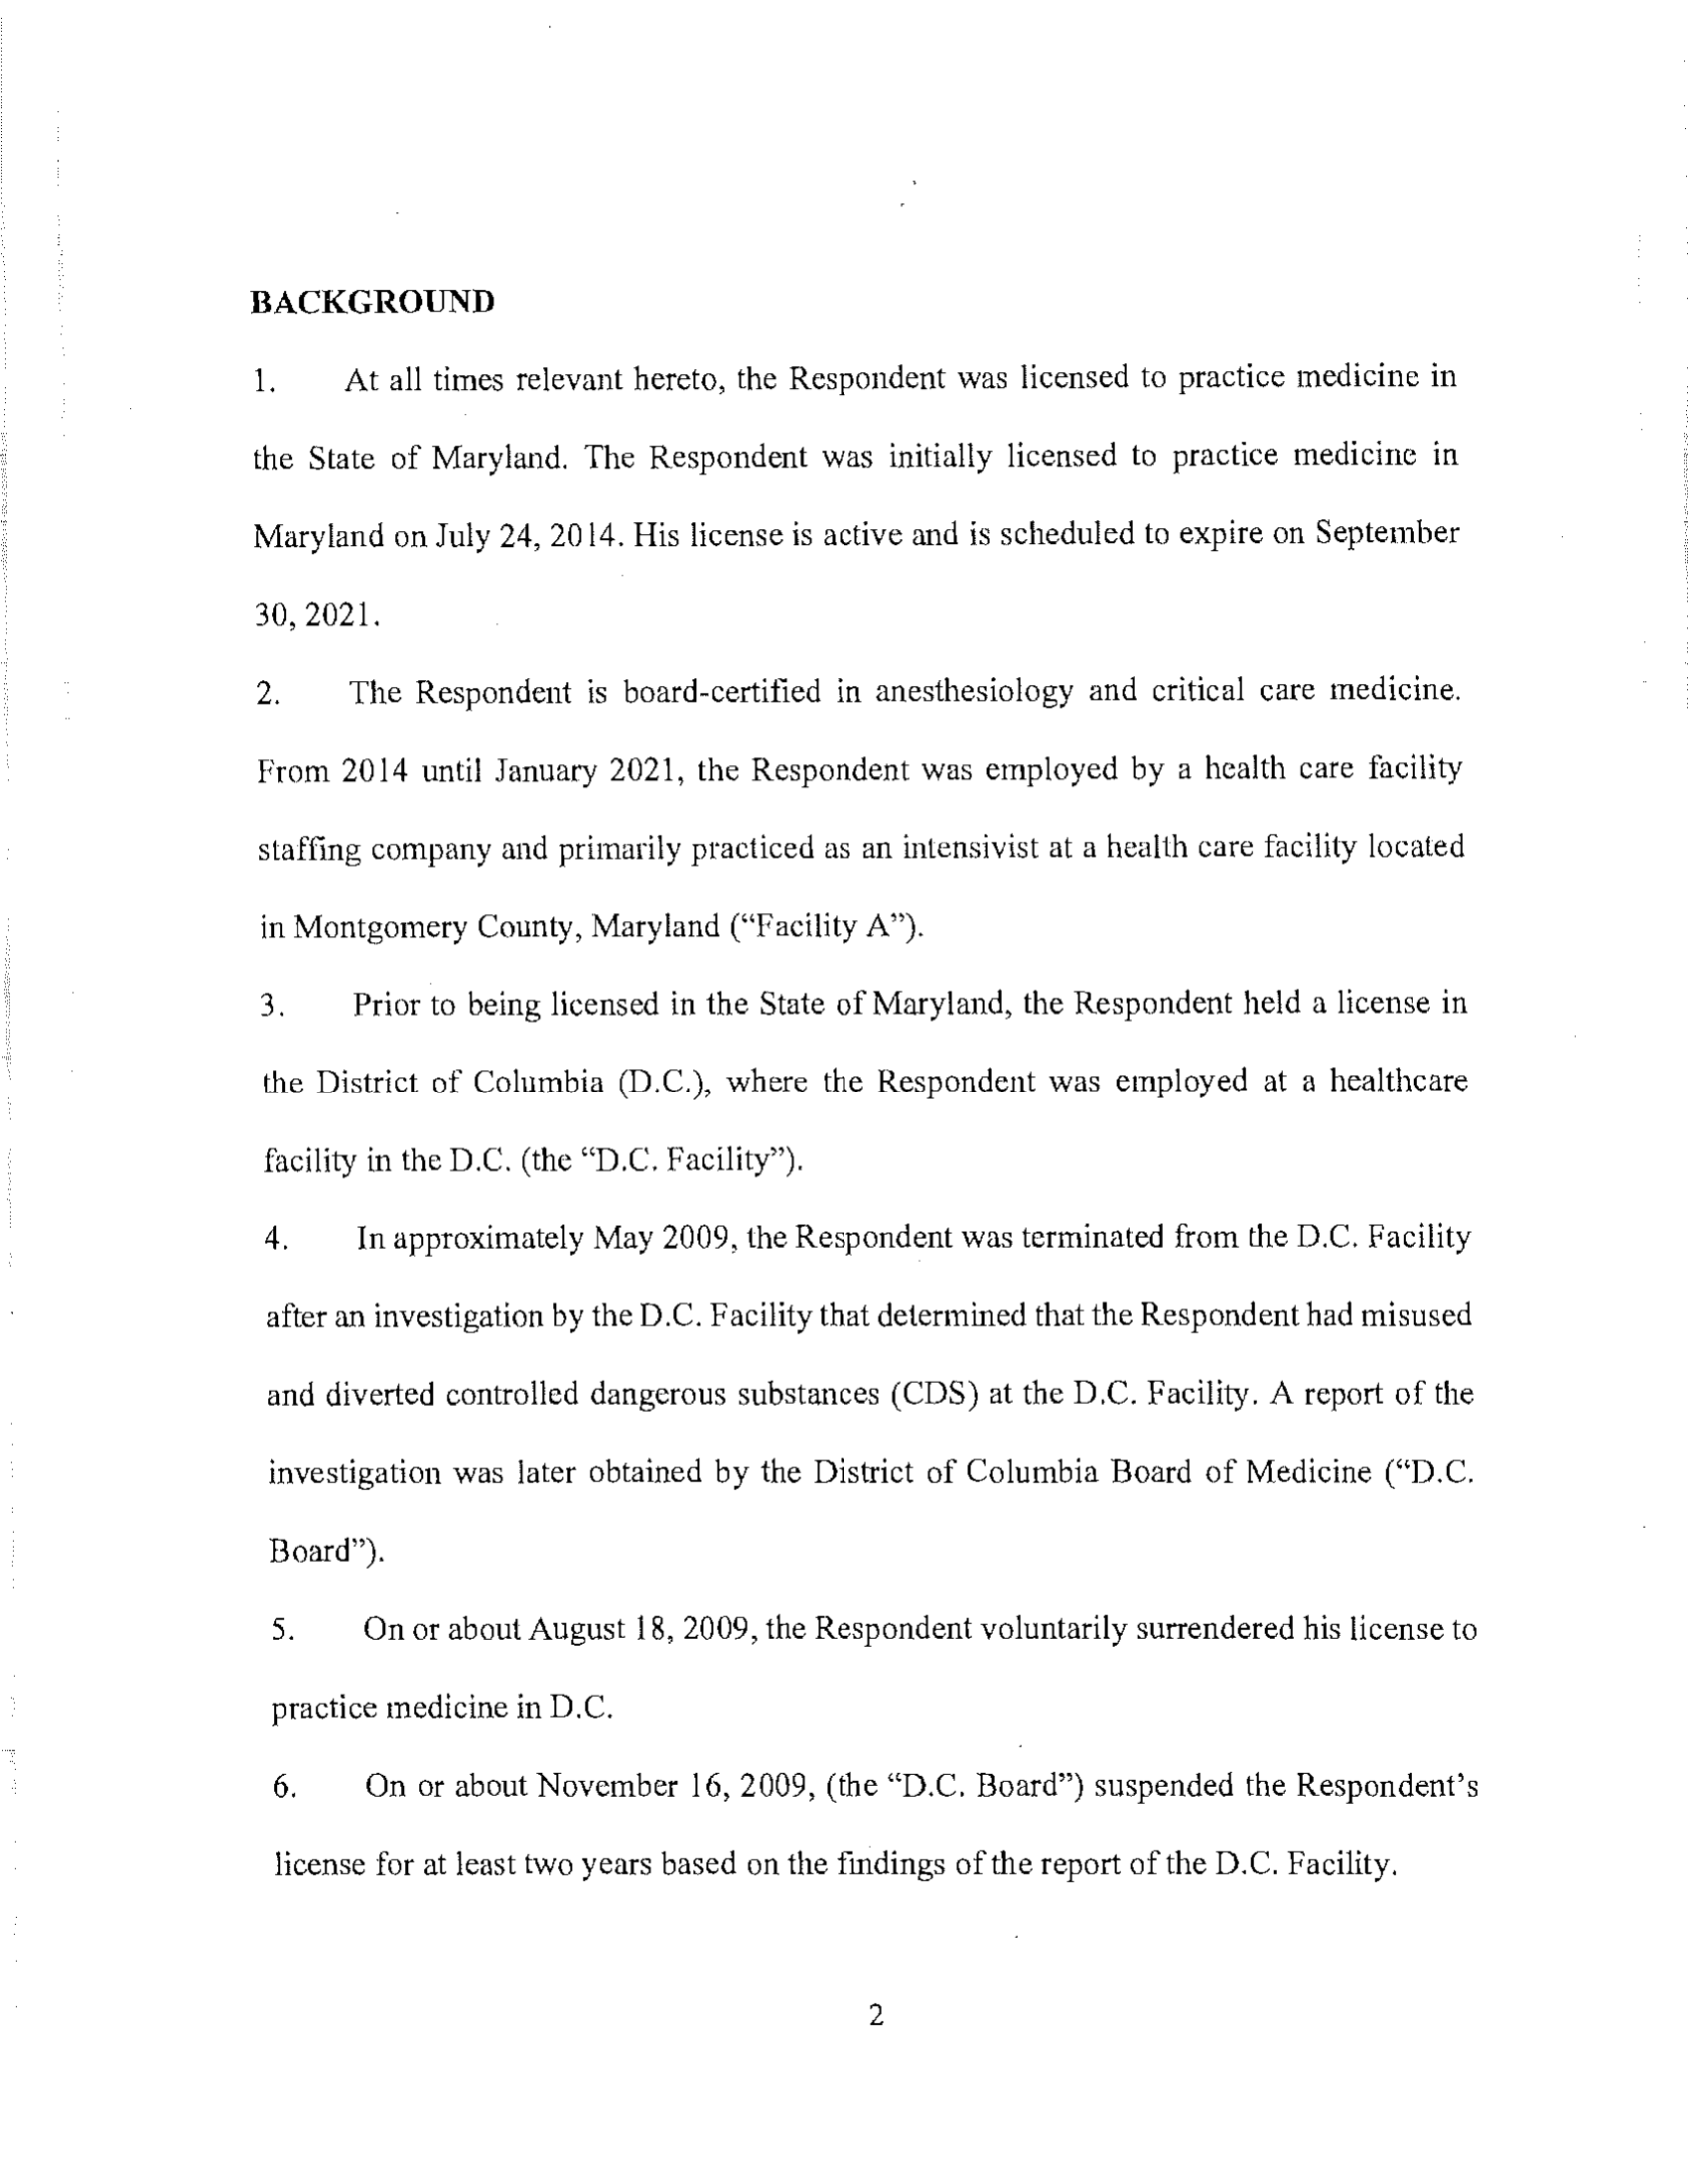 BACKGROUND
1. At all times relevant hereto, the Respondent was licensed to practice medicine in
the State of Maryland. The Respondent was initially licensed to practice medicine in
Maryland on July 24, 2014. His license is active and is scheduled to expire on September
30, 2021.
2. The Respondent is board-certified in anesthesiology and critical care medicine.
From 2014 until January 2021, the Respondent was employed by a health care facility
staffing company and primarily practiced as an intensivist at a health care facility located
in Montgomery County, Maryland (“Facility A”).
3. Prior to being licensed in the State of Maryland, the Respondent held a license in
the District of Columbia (D.C.), where the Respondent was employed at a healthcare
facility in the D.C. (the “D.C. Facility”).
4. In approximately May 2009, the Respondent was terminated from the D.C. Facility
after an investigation by the D.C. Facility that determined that the Respondent had misused
and diverted controlled dangerous substances (CDS) at the D.C. Facility. A report of the
investigation was later obtained by the District of Columbia Board of Medicine (“D.C.
Board”).
5. On or about August 18, 2009, the Respondent voluntarily surrendered his license to
practice medicine in D.C.
6. On or about November 16, 2009, (the “D.C. Board”) suspended the Respondent’s
license for at least two years based on the findings of the report of the D.C. Facility.
2